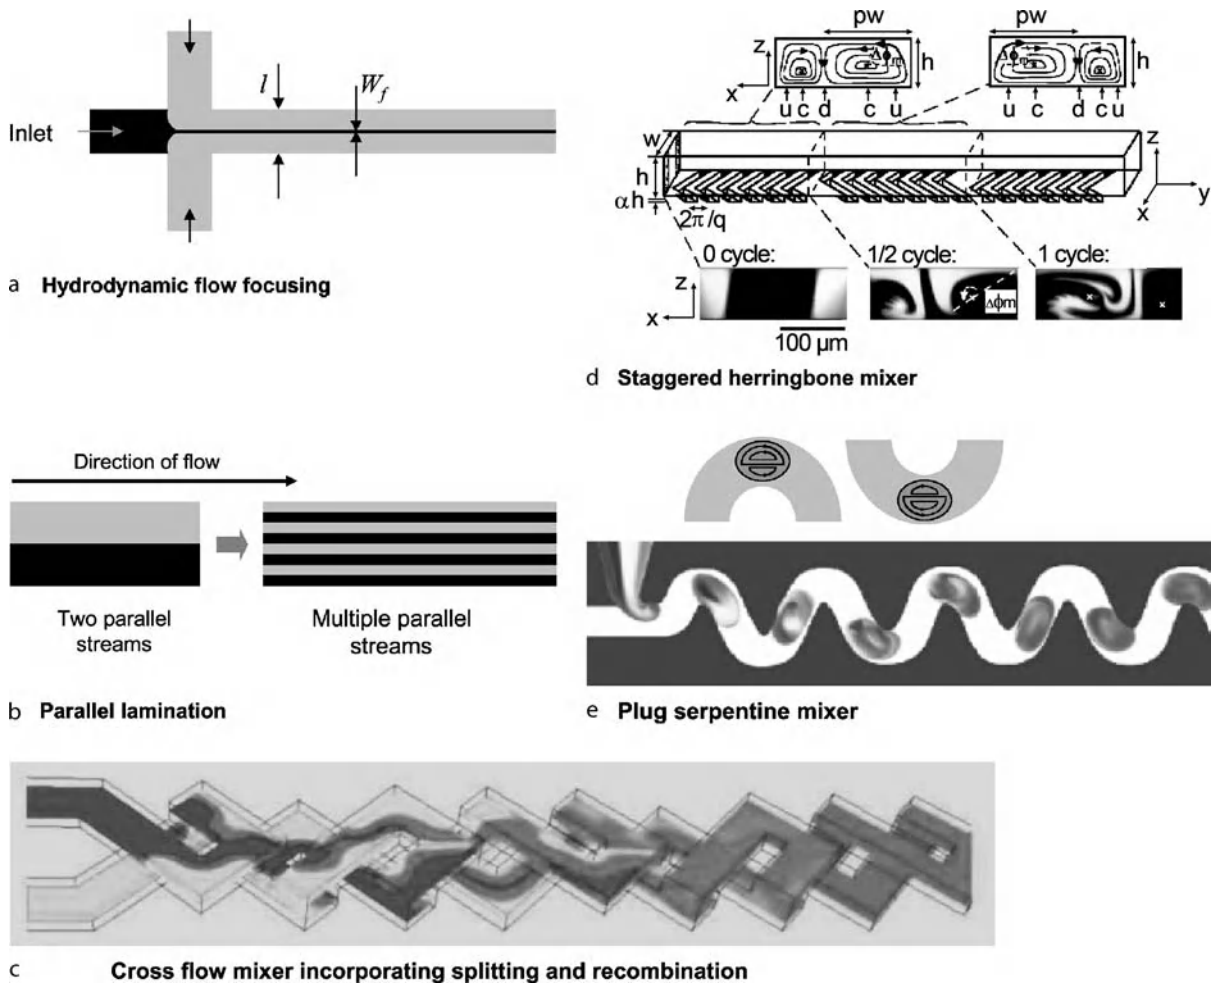 Inlet
l
Wf
a Hydrodynamic flow focusing
Direction of flow
Two parallel
streams
Multiple parallel
streams
b Parallel lamination
c Cross flow mixer incorporating splitting and recombination
pw
pw
z
h
x
u c d c u
h
u c d c u
w
h
αh
2π/q
z
y
x
0 cycle:
1/2 cycle:
1 cycle:
z
x
Δϕm
100 µm
d Staggered herringbone mixer
e Plug serpentine mixer